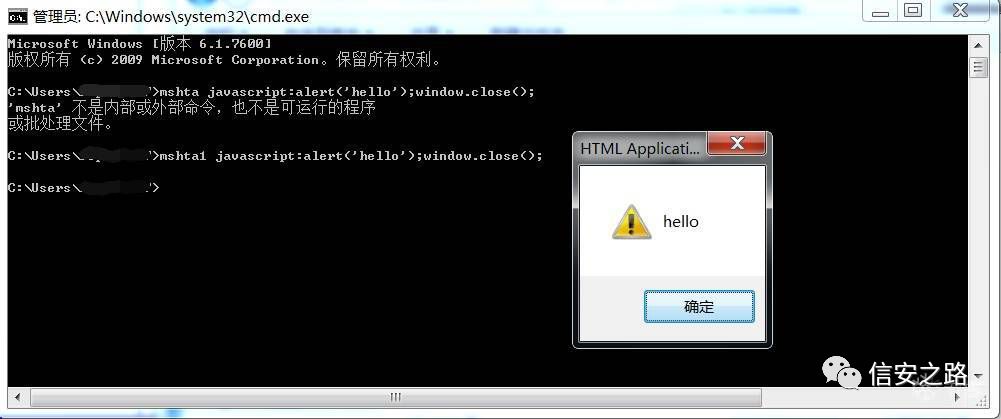 管理员: C:\Windows\system32\cmd.exe
Microsoft Windows [版本 6.1.7600]
版权所有 (c) 2009 Microsoft Corporation。保留所有权利。
C:\Users\ >mshta javascript:alert('hello');window.close();
'mshta' 不是内部或外部命令，也不是可运行的程序
或批处理文件。
C:\Users\ >mshta1 javascript:alert('hello');window.close();
C:\Users\ >
HTML Applicati...
hello
确定
信安之路